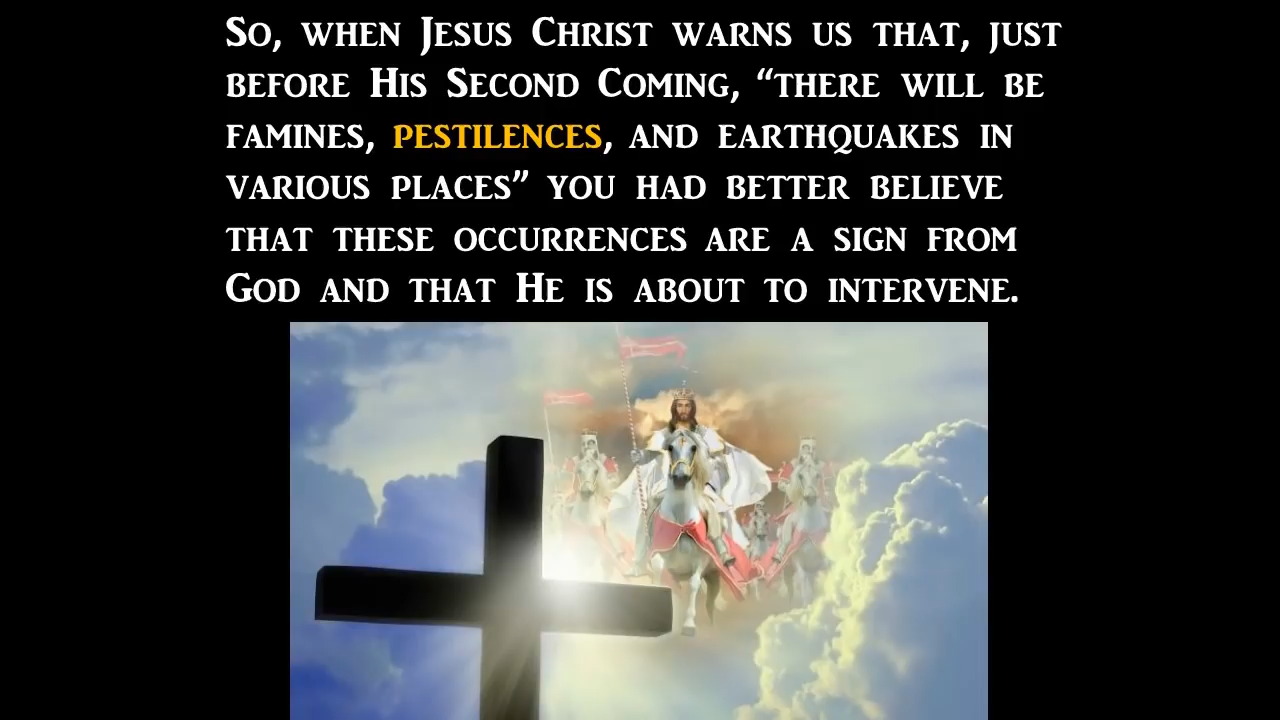 So, when Jesus Christ warns us that, just
before His Second Coming, “there will be
famines, pestilences, and earthquakes in
various places” you had better believe
that these occurrences are a sign from
God and that He is about to intervene.